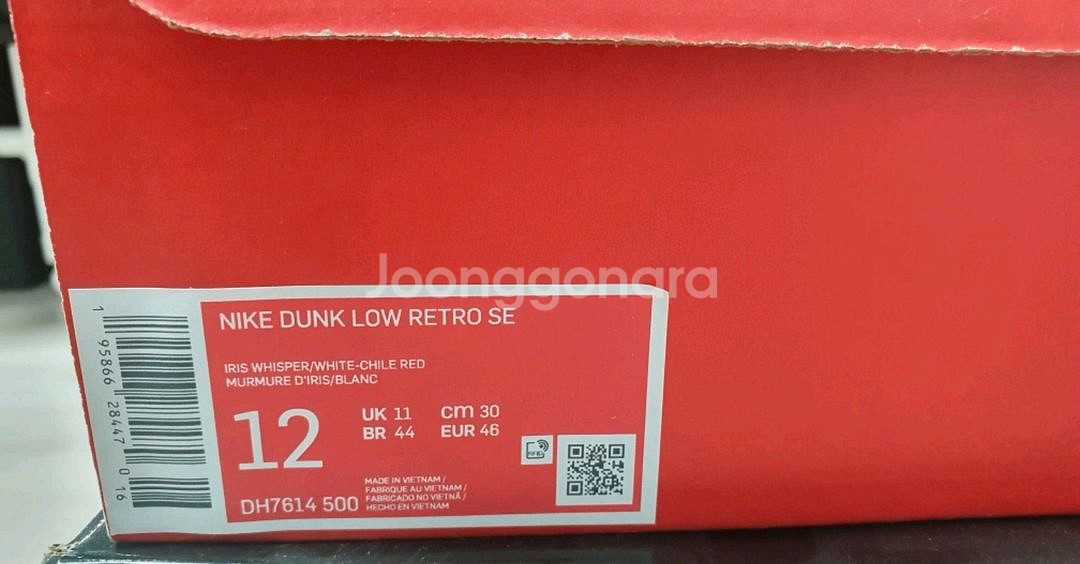 Joonggonara
NIKE DUNK LOW RETRO SE
IRIS WHISPER/WHITE-CHILE RED
MURMURE D'IRIS/BLANC
12
UK 11 cm 30
BR 44 EUR 46
RFID
DH7614 500
MADE IN VIETNAM /
FABRIQUE AU VIETNAM /
FABRICADO NO VIETNÃ /
HECHO EN VIETNAM
1 95866 28447 0 16